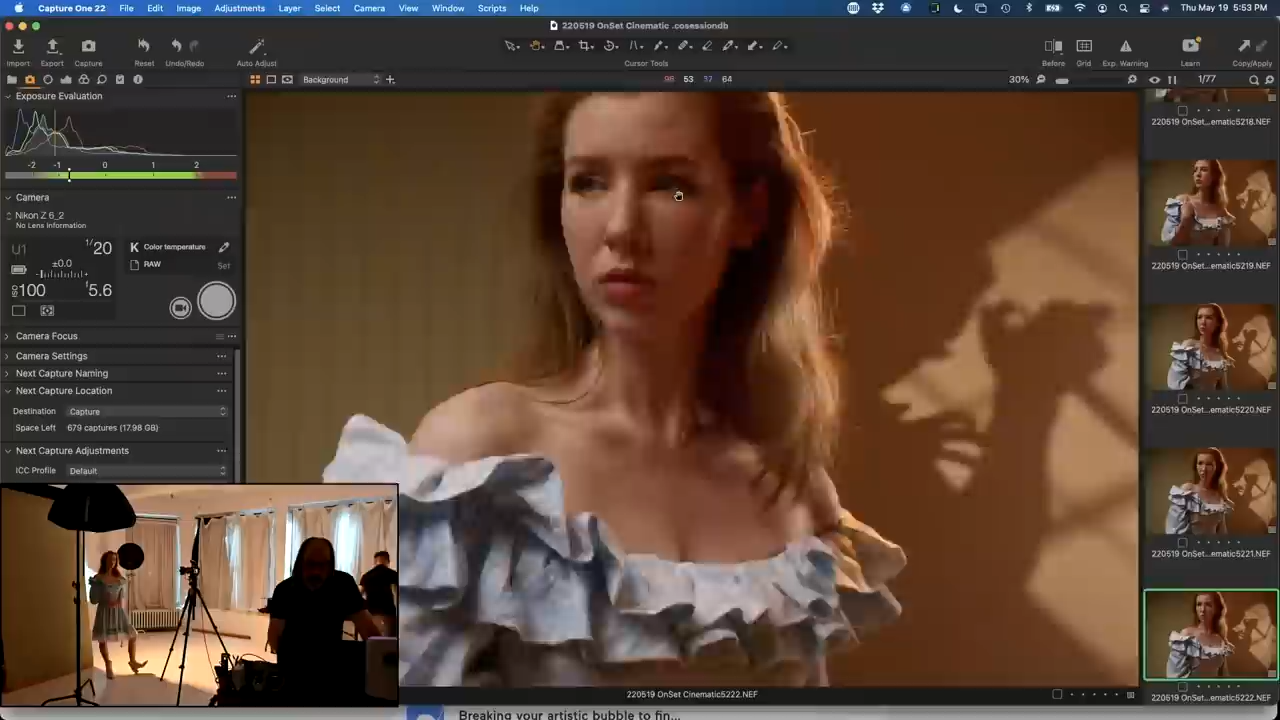 Capture One 22 File Edit Image Adjustments Layer Select Camera View Window Scripts Help Thu May 19 5:53 PM
220519 OnSet Cinematic .cosessiondb
Import Export Capture Reset Undo/Redo Auto Adjust Cursor Tools Before Grid Exp. Warning Learn Copy/Apply
Background 96 53 37 64 30% 1/77
Exposure Evaluation
-2 -1 0 1 2
Camera
Nikon Z 6_2
No Lens Information
U1 1/20 K Color temperature
±0.0 RAW Set
ISO 100 f 5.6
Camera Focus
Camera Settings
Next Capture Naming
Next Capture Location
Destination Capture
Space Left 679 captures (17.98 GB)
Next Capture Adjustments
ICC Profile Default
220519 OnSet...ematic5218.NEF
220519 OnSet...ematic5219.NEF
220519 OnSet...ematic5220.NEF
220519 OnSet...ematic5221.NEF
220519 OnSet...ematic5222.NEF
220519 OnSet Cinematic5222.NEF
Breaking your artistic bubble to fin...